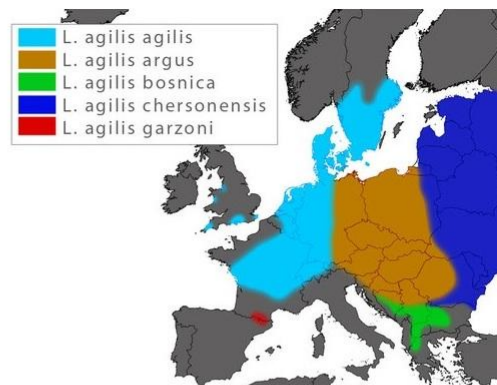 L. agilis agilis
L. agilis argus
L. agilis bosnica
L. agilis chersonensis
L. agilis garzoni